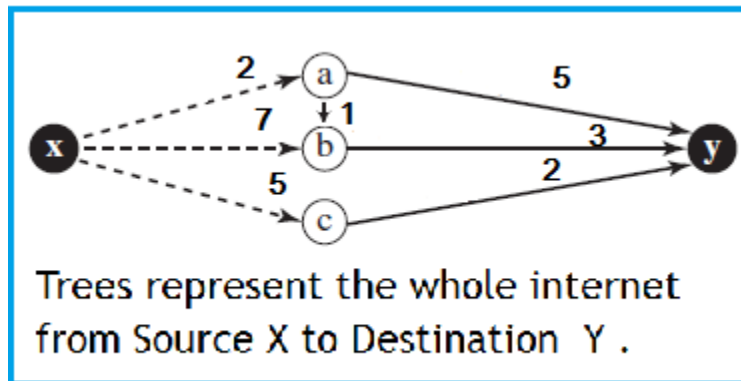 2
a
5
7
1
x
b
3
y
5
2
c
Trees represent the whole internet
from Source X to Destination Y .